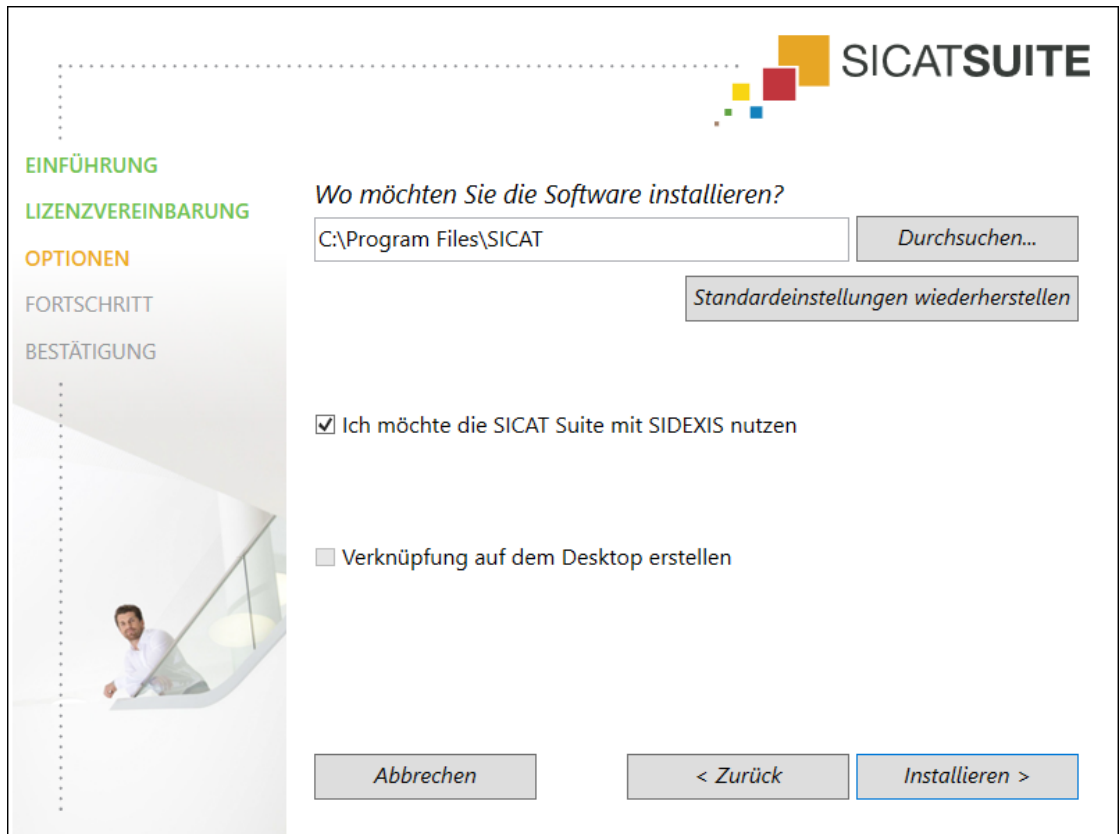 SICATSUITE
EINFÜHRUNG
LIZENZVEREINBARUNG
OPTIONEN
FORTSCHRITT
BESTÄTIGUNG
Wo möchten Sie die Software installieren?
C:\Program Files\SICAT
Durchsuchen...
Standardeinstellungen wiederherstellen
Ich möchte die SICAT Suite mit SIDEXIS nutzen
Verknüpfung auf dem Desktop erstellen
Abbrechen
< Zurück
Installieren >